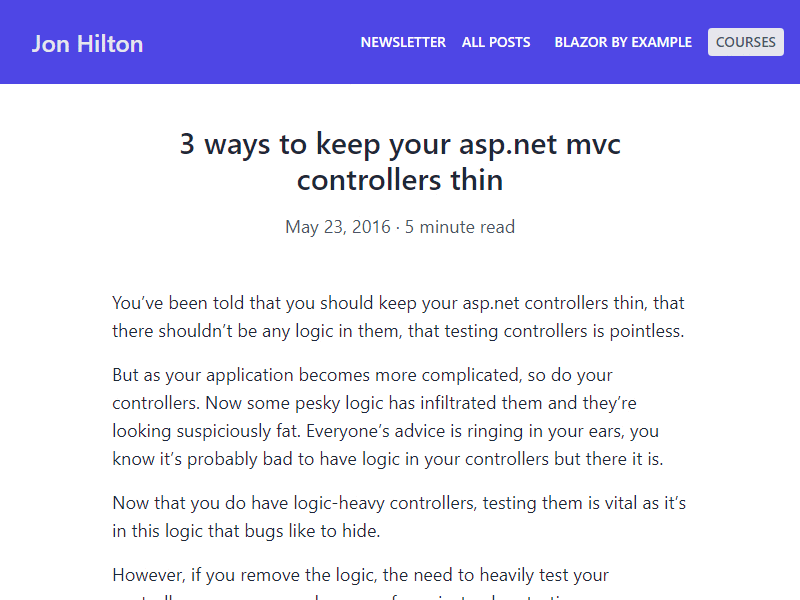 Jon Hilton
NEWSLETTER ALL POSTS BLAZOR BY EXAMPLE COURSES
3 ways to keep your asp.net mvc
controllers thin
May 23, 2016 · 5 minute read
You’ve been told that you should keep your asp.net controllers thin, that
there shouldn’t be any logic in them, that testing controllers is pointless.
But as your application becomes more complicated, so do your
controllers. Now some pesky logic has infiltrated them and they’re
looking suspiciously fat. Everyone’s advice is ringing in your ears, you
know it’s probably bad to have logic in your controllers but there it is.
Now that you do have logic-heavy controllers, testing them is vital as it’s
in this logic that bugs like to hide.
However, if you remove the logic, the need to heavily test your